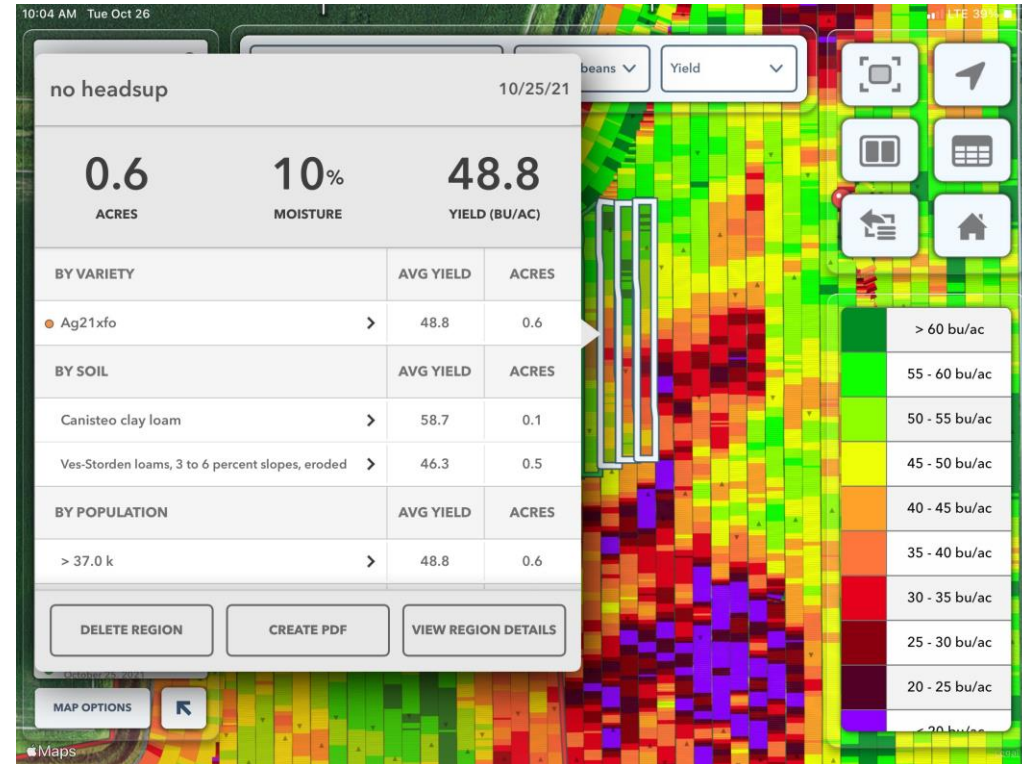 10:04 AM Tue Oct 26
LTE 39%
beans
Yield
no headsup 10/25/21
0.6 10% 48.8
ACRES MOISTURE YIELD (BU/AC)
BY VARIETY AVG YIELD ACRES
Ag21xfo 48.8 0.6
BY SOIL AVG YIELD ACRES
Canisteo clay loam 58.7 0.1
Ves-Storden loams, 3 to 6 percent slopes, eroded 46.3 0.5
BY POPULATION AVG YIELD ACRES
> 37.0 k 48.8 0.6
DELETE REGION CREATE PDF VIEW REGION DETAILS
October 25, 2021
MAP OPTIONS
Maps
> 60 bu/ac
55 - 60 bu/ac
50 - 55 bu/ac
45 - 50 bu/ac
40 - 45 bu/ac
35 - 40 bu/ac
30 - 35 bu/ac
25 - 30 bu/ac
20 - 25 bu/ac
< 20 bu/ac